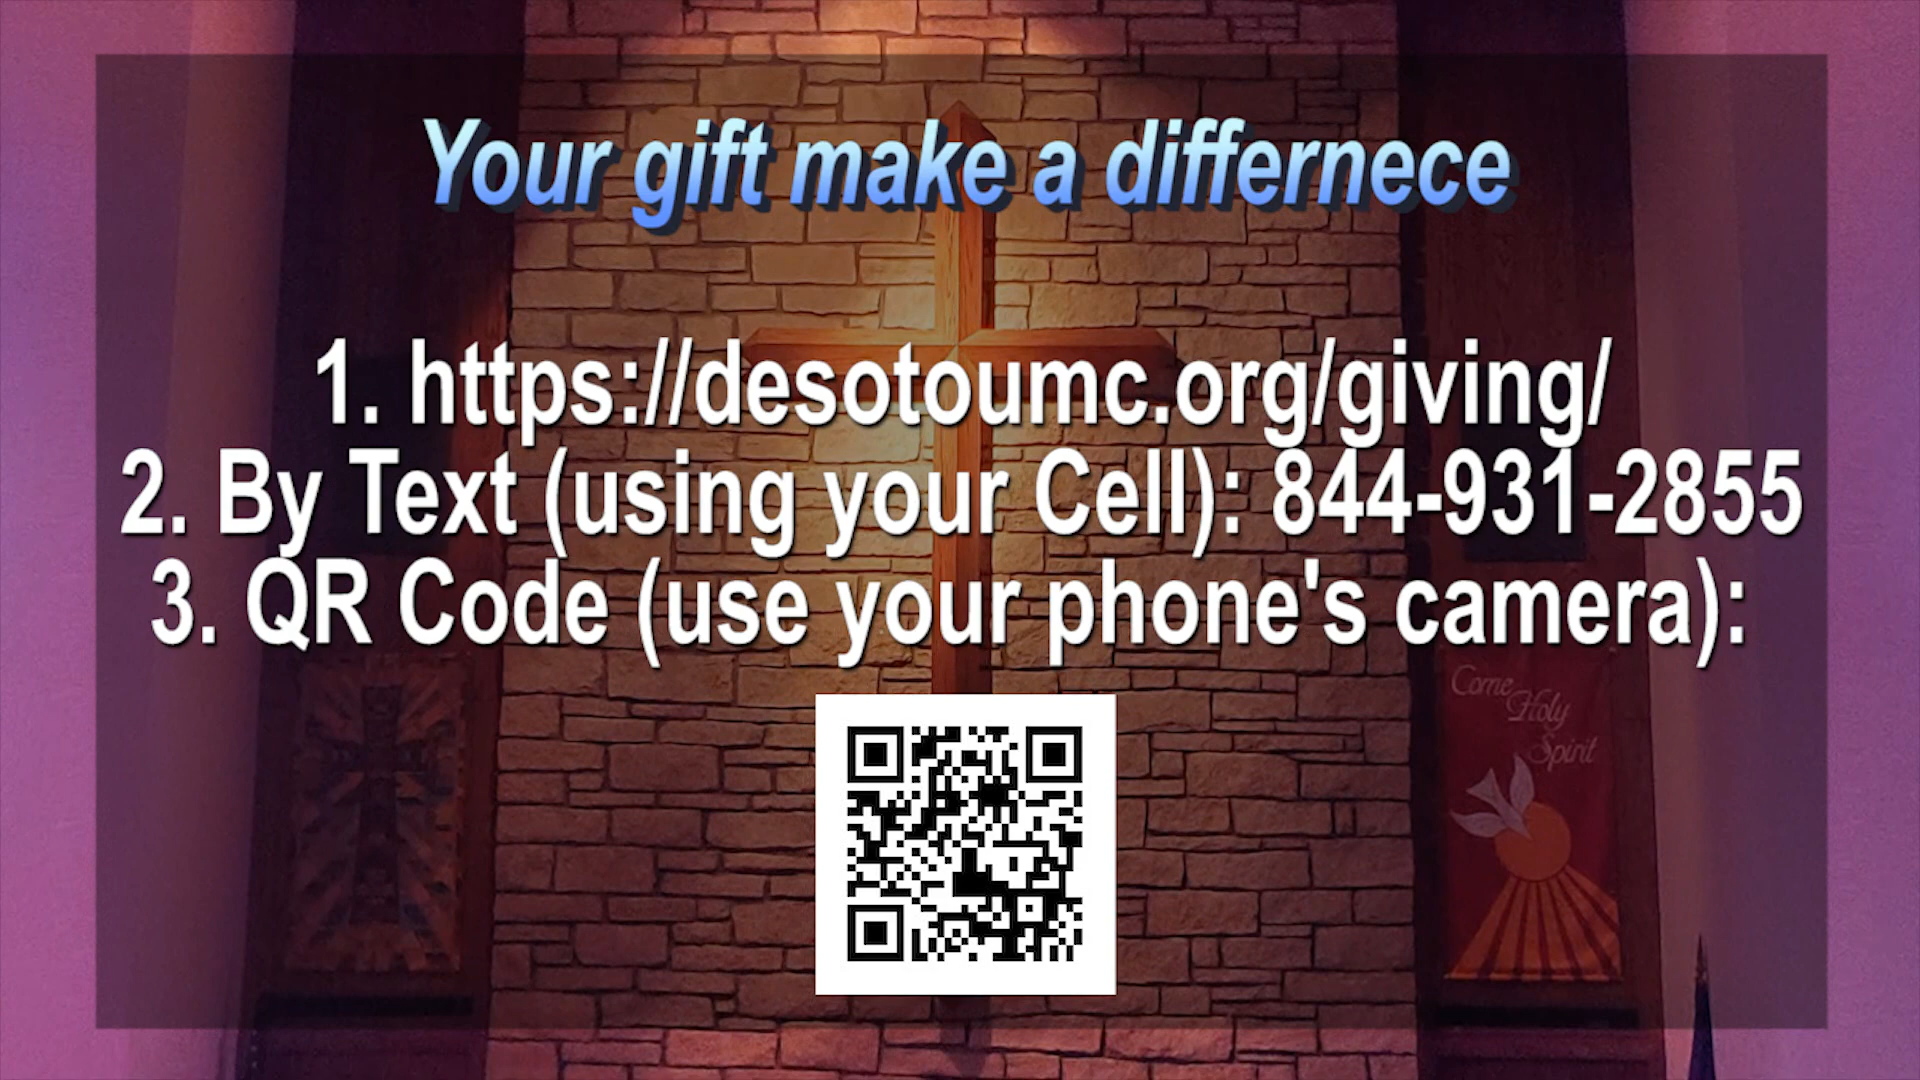 Your gift make a differnece
1. https://desotoumc.org/giving/
2. By Text (using your Cell): 844-931-2855
3. QR Code (use your phone's camera):
Come
Holy
Spirit